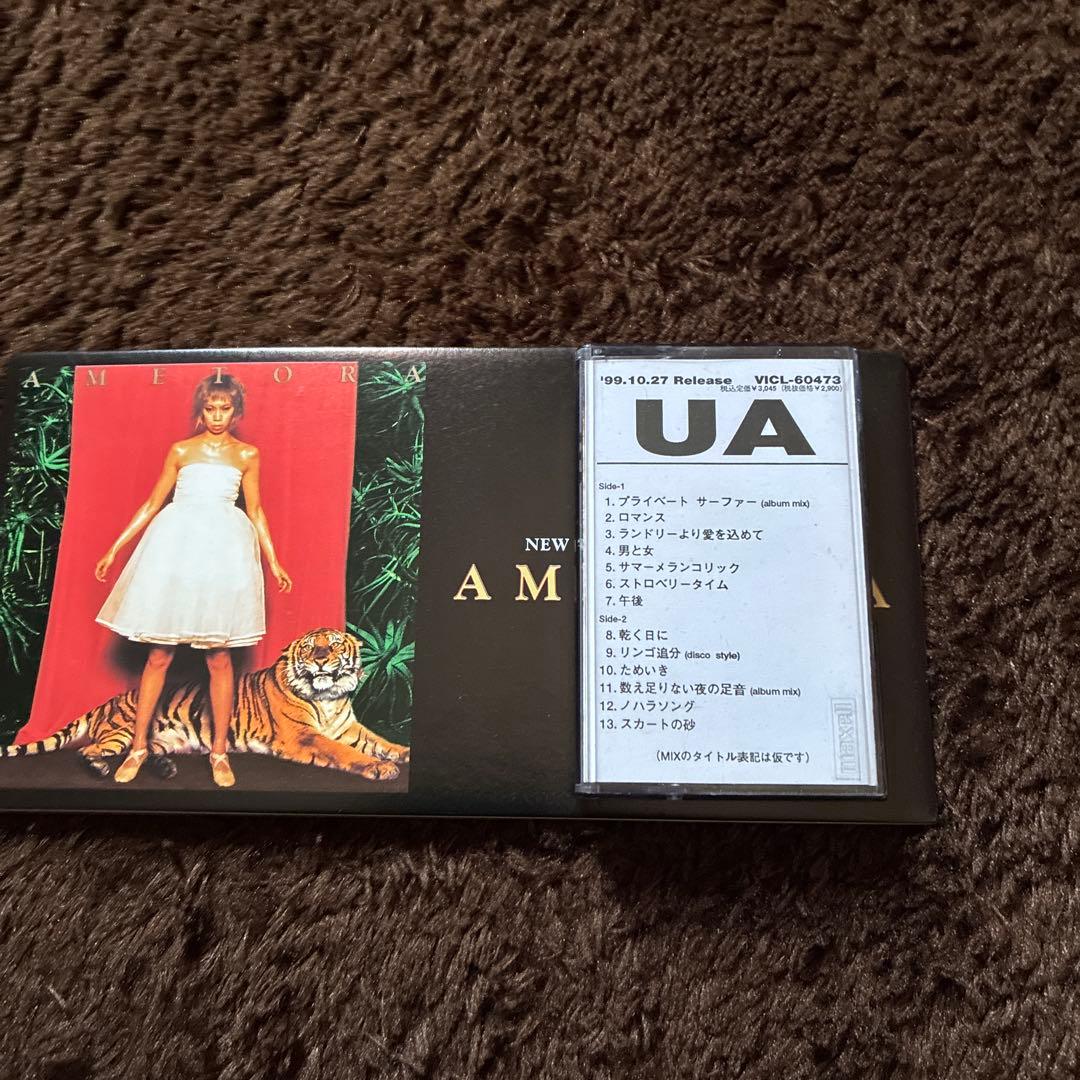 AMETORA
NEW
AM
A
'99.10.27 Release VICL-60473
税込定価¥3,045 (税抜価格¥2,900)
UA
Side-1
1. プライベート サーファー (album mix)
2. ロマンス
3. ランドリーより愛を込めて
4. 男と女
5. サマーメランコリック
6. ストロベリータイム
7. 午後
Side-2
8. 乾く日に
9. リンゴ追分 (disco style)
10. ためいき
11. 数え足りない夜の足音 (album mix)
12. ノハラソング
13. スカートの砂
(MIXのタイトル表記は仮です)
maxell